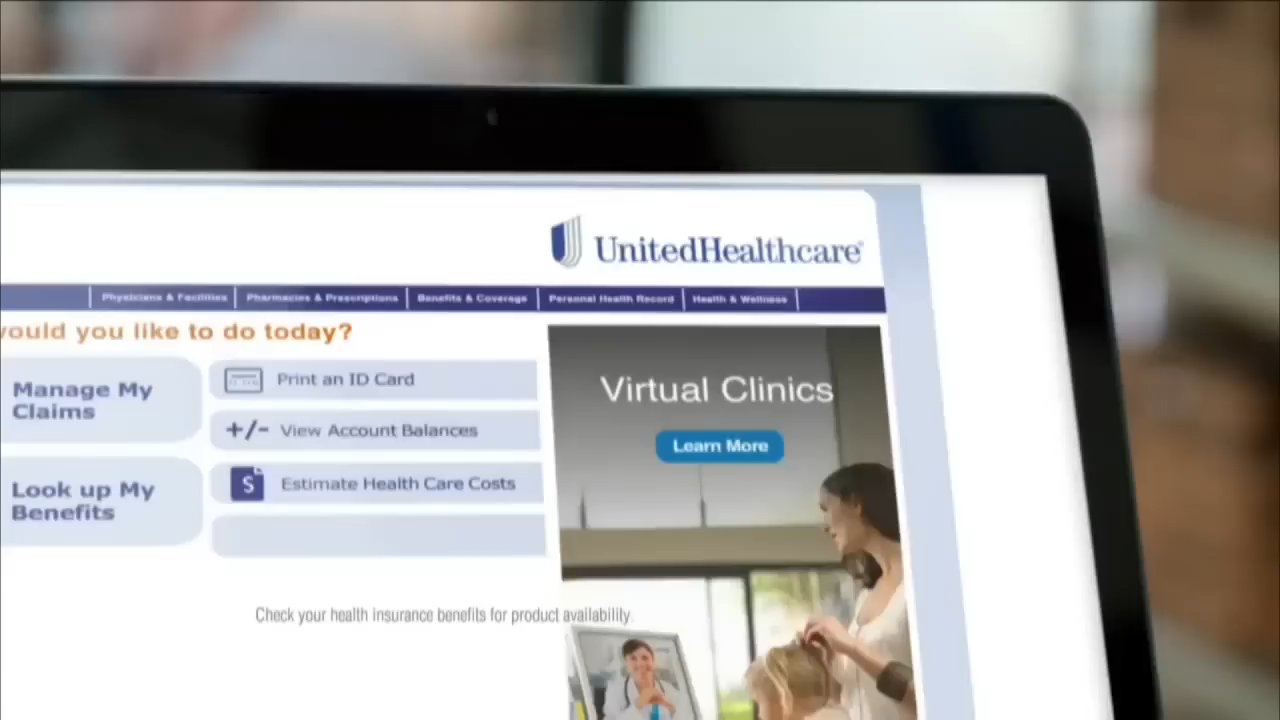 UnitedHealthcare®
Physicians & Facilities
Pharmacies & Prescriptions
Benefits & Coverage
Personal Health Record
Health & Wellness
would you like to do today?
Manage My
Claims
Print an ID Card
+/- View Account Balances
Look up My
Benefits
$ Estimate Health Care Costs
Virtual Clinics
Learn More
Check your health insurance benefits for product availability.